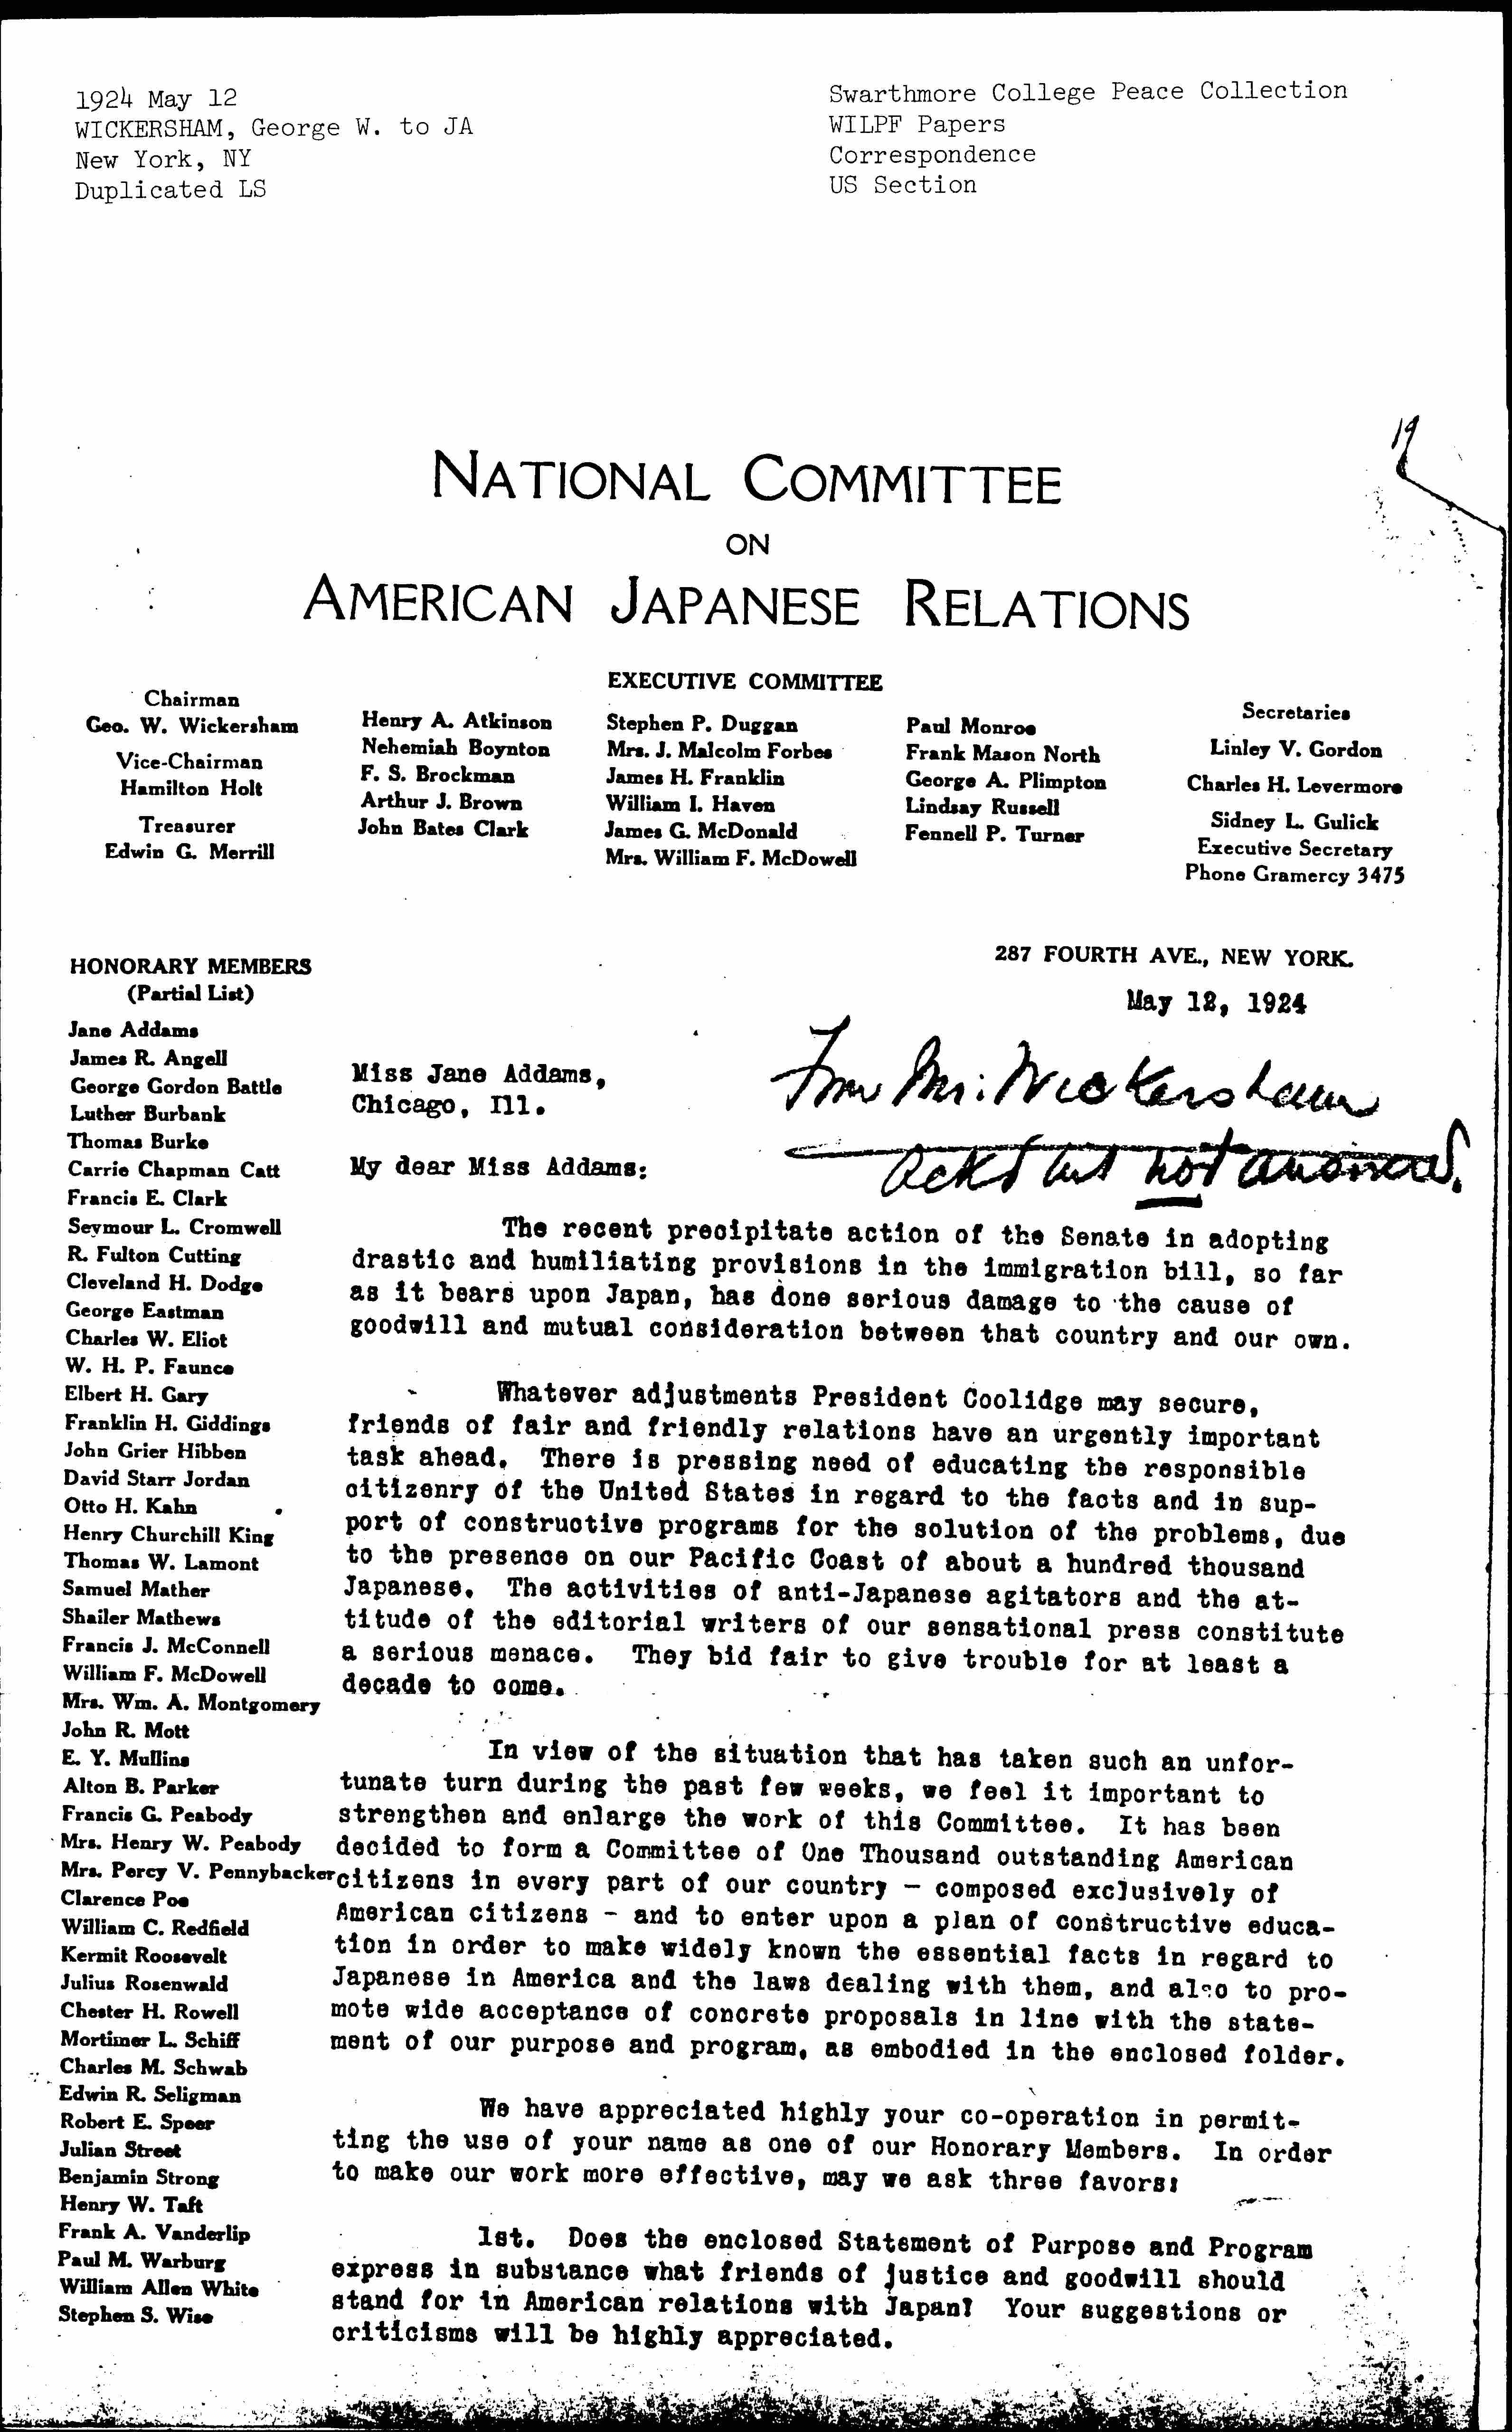 1924 May 12
WICKERSHAM, George W. to JA
New York, NY
Duplicated LS
Swarthmore College Peace Collection
WILPF Papers
Correspondence
US Section
19
NATIONAL COMMITTEE
ON
AMERICAN JAPANESE RELATIONS
Chairman
Geo. W. Wickersham
Vice-Chairman
Hamilton Holt
Treasurer
Edwin G. Merrill
EXECUTIVE COMMITTEE
Henry A. Atkinson
Nehemiah Boynton
F. S. Brockman
Arthur J. Brown
John Bates Clark
Stephen P. Duggan
Mrs. J. Malcolm Forbes
James H. Franklin
William I. Haven
James G. McDonald
Mrs. William F. McDowell
Paul Monroe
Frank Mason North
George A. Plimpton
Lindsay Russell
Fennell P. Turner
Secretaries
Linley V. Gordon
Charles H. Levermore
Sidney L. Gulick
Executive Secretary
Phone Gramercy 3475
287 FOURTH AVE., NEW YORK.
HONORARY MEMBERS
(Partial List)
Jane Addams
James R. Angell
George Gordon Battle
Luther Burbank
Thomas Burke
Carrie Chapman Catt
Francis E. Clark
Seymour L. Cromwell
R. Fulton Cutting
Cleveland H. Dodge
George Eastman
Charles W. Eliot
W. H. P. Faunce
Elbert H. Gary
Franklin H. Giddings
John Grier Hibben
David Starr Jordan
Otto H. Kahn
Henry Churchill King
Thomas W. Lamont
Samuel Mather
Shailer Mathews
Francis J. McConnell
William F. McDowell
Mrs. Wm. A. Montgomery
John R. Mott
E. Y. Mullins
Alton B. Parker
Francis G. Peabody
Mrs. Henry W. Peabody
Mrs. Percy V. Pennybacker
Clarence Poe
William C. Redfield
Kermit Roosevelt
Julius Rosenwald
Chester H. Rowell
Mortimer L. Schiff
Charles M. Schwab
Edwin R. Seligman
Robert E. Speer
Julian Street
Benjamin Strong
Henry W. Taft
Frank A. Vanderlip
Paul M. Warburg
William Allen White
Stephen S. Wise
May 12, 1924
From Mr. Wickersham
Ack'd but not answered.
Miss Jane Addams,
Chicago, Ill.
My dear Miss Addams:
The recent precipitate action of the Senate in adopting
drastic and humiliating provisions in the immigration bill, so far
as it bears upon Japan, has done serious damage to the cause of
goodwill and mutual consideration between that country and our own.
Whatever adjustments President Coolidge may secure,
friends of fair and friendly relations have an urgently important
task ahead. There is pressing need of educating the responsible
citizenry of the United States in regard to the facts and in sup-
port of constructive programs for the solution of the problems, due
to the presence on our Pacific Coast of about a hundred thousand
Japanese. The activities of anti-Japanese agitators and the at-
titude of the editorial writers of our sensational press constitute
a serious menace. They bid fair to give trouble for at least a
decade to come.
In view of the situation that has taken such an unfor-
tunate turn during the past few weeks, we feel it important to
strengthen and enlarge the work of this Committee. It has been
decided to form a Committee of One Thousand outstanding American
citizens in every part of our country - composed exclusively of
American citizens - and to enter upon a plan of constructive educa-
tion in order to make widely known the essential facts in regard to
Japanese in America and the laws dealing with them, and also to pro-
mote wide acceptance of concrete proposals in line with the state-
ment of our purpose and program, as embodied in the enclosed folder.
We have appreciated highly your co-operation in permit-
ting the use of your name as one of our Honorary Members. In order
to make our work more effective, may we ask three favors:
1st. Does the enclosed Statement of Purpose and Program
express in substance what friends of justice and goodwill should
stand for in American relations with Japan? Your suggestions or
criticisms will be highly appreciated.